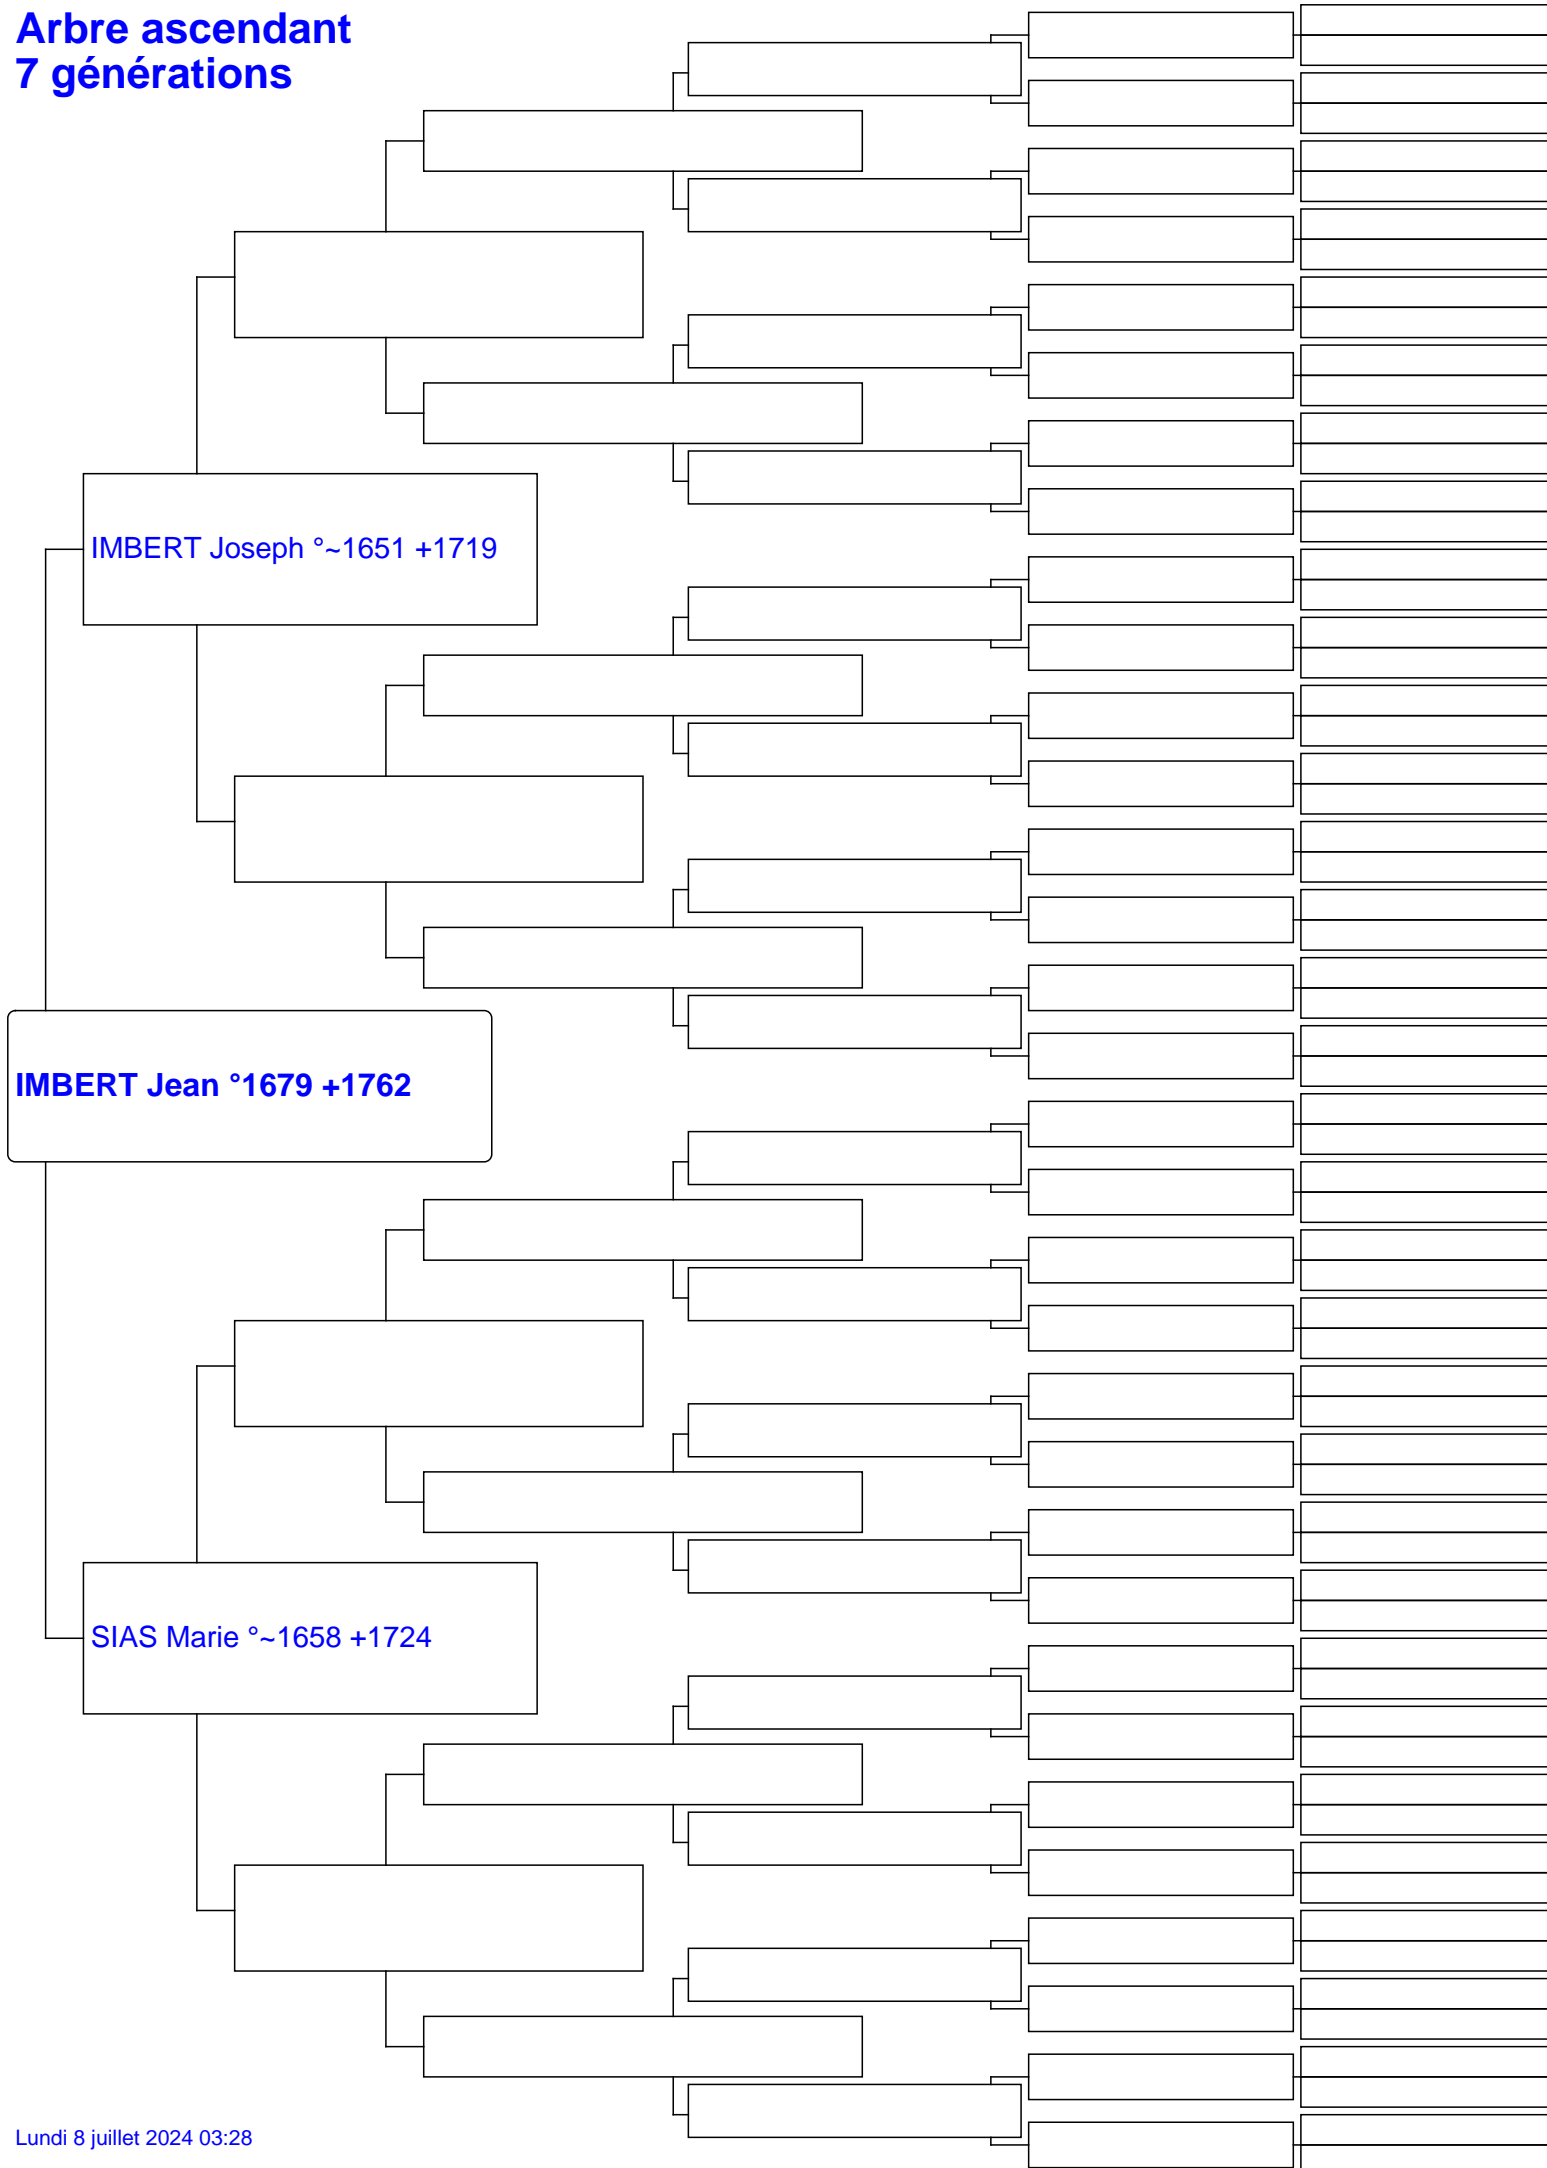 Arbre ascendant
7 générations
IMBERT Joseph °~1651 +1719
IMBERT Jean °1679 +1762
SIAS Marie °~1658 +1724
Lundi 8 juillet 2024 03:28